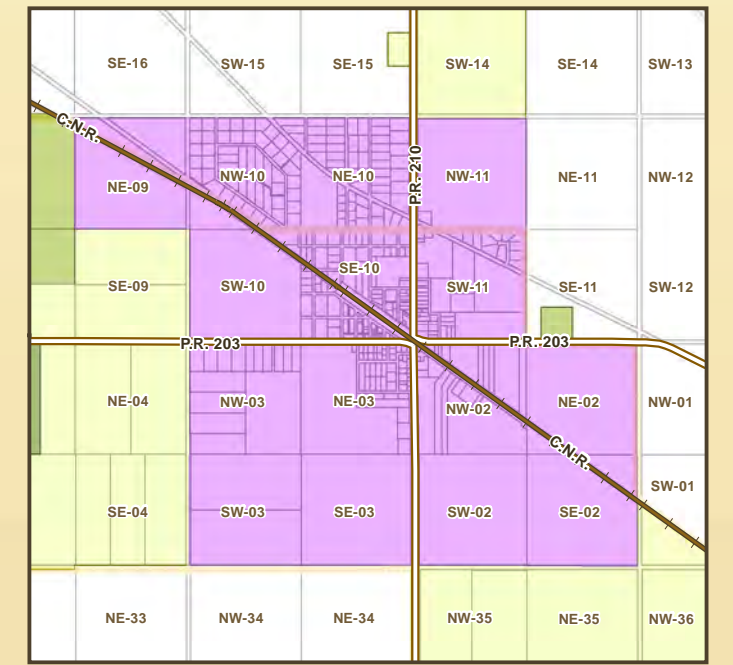 SE-16
SW-15
SE-15
SW-14
SE-14
SW-13
C.N.R.
NE-09
NW-10
NE-10
P.R. 210
NW-11
NE-11
NW-12
SE-09
SW-10
SE-10
SW-11
SE-11
SW-12
P.R. 203
P.R. 203
NE-04
NW-03
NE-03
NW-02
NE-02
NW-01
C.N.R.
SW-01
SE-04
SW-03
SE-03
SW-02
SE-02
NE-33
NW-34
NE-34
NW-35
NE-35
NW-36